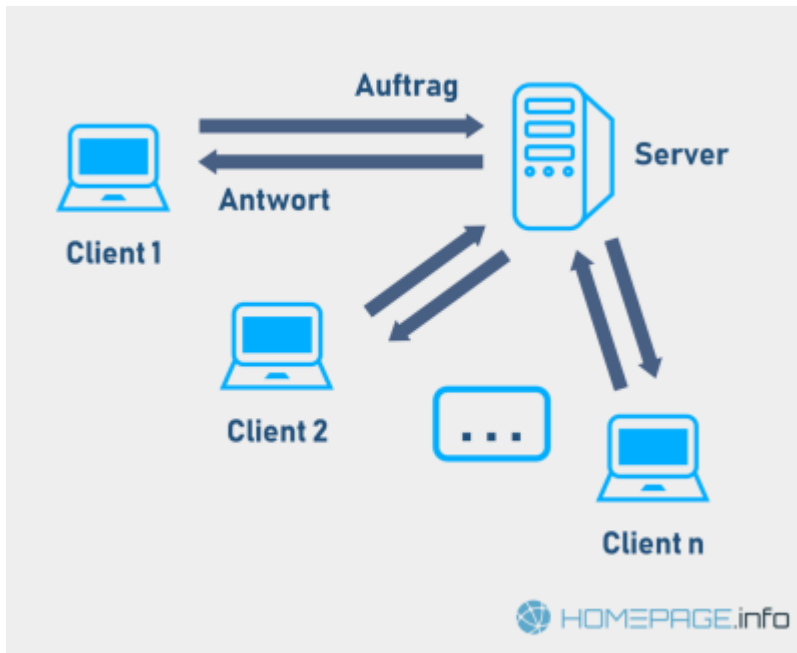 Auftrag
Server
Antwort
Client 1
Client 2
...
Client n
HOMEPAGE.info